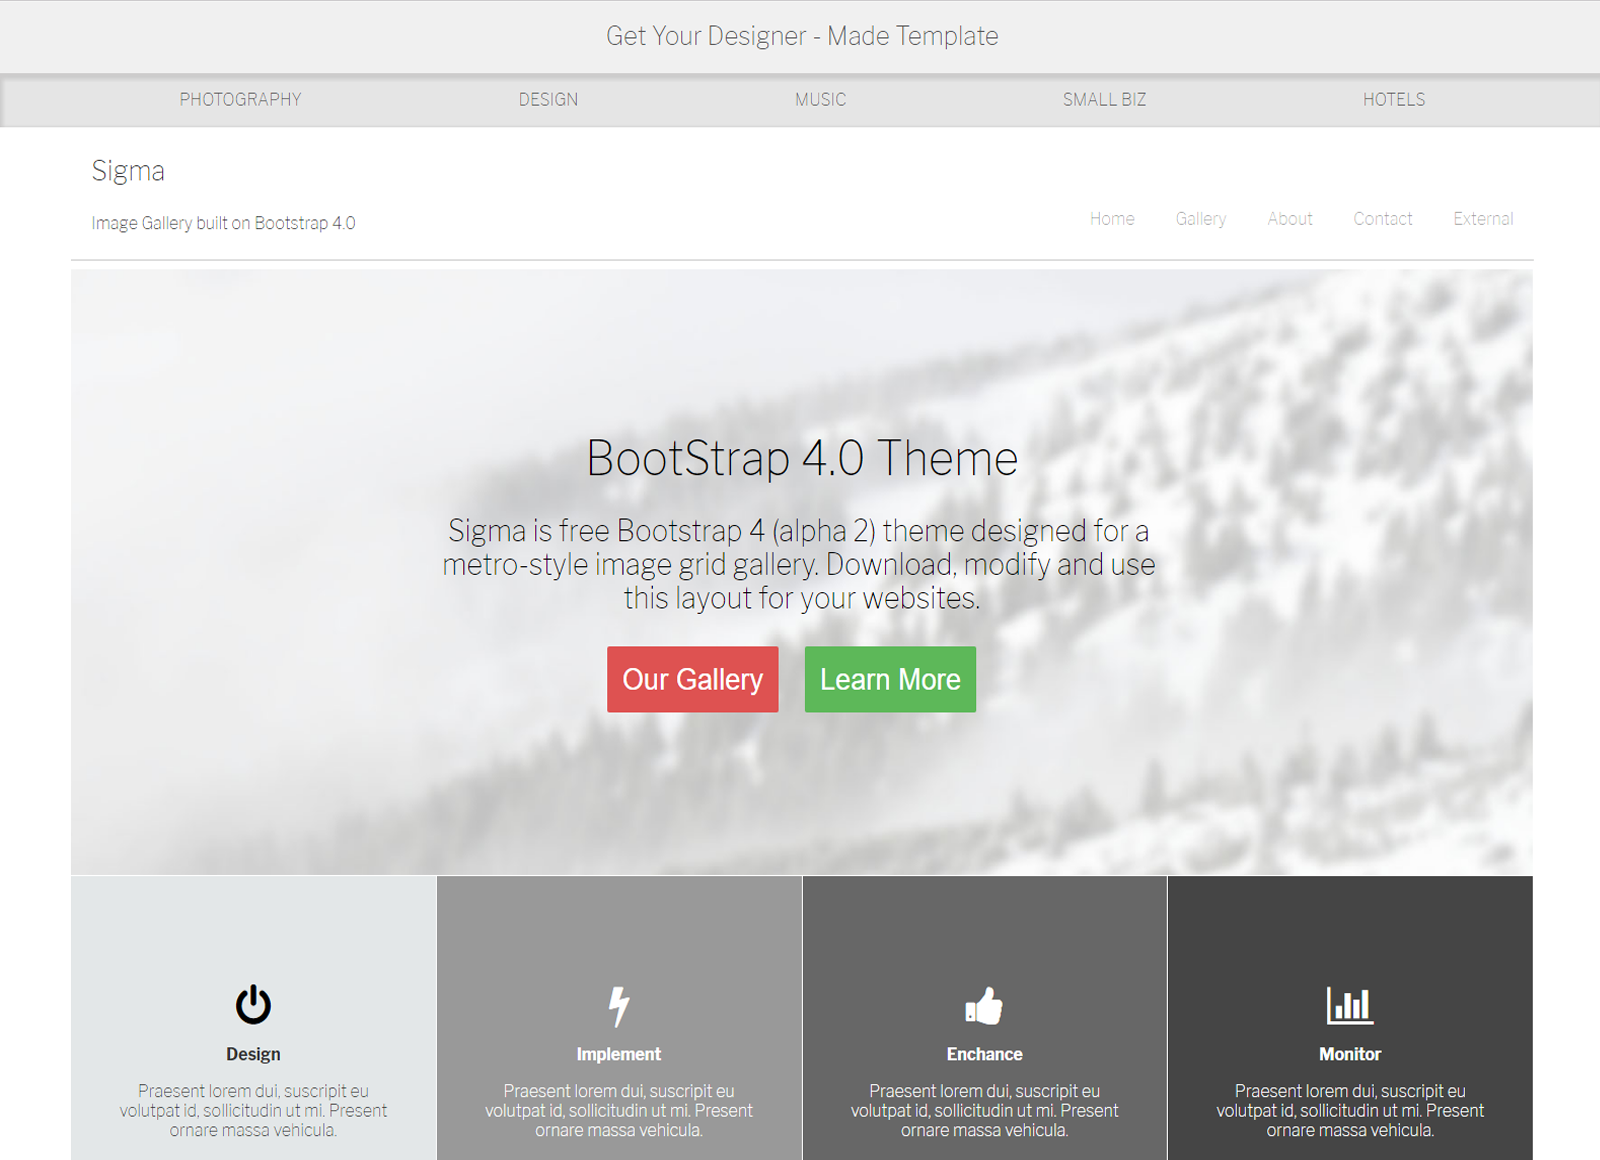 Get Your Designer - Made Template
PHOTOGRAPHY DESIGN MUSIC SMALL BIZ HOTELS
Sigma
Image Gallery built on Bootstrap 4.0
Home Gallery About Contact External
BootStrap 4.0 Theme
Sigma is free Bootstrap 4 (alpha 2) theme designed for a
metro-style image grid gallery. Download, modify and use
this layout for your websites.
Our Gallery Learn More
Design
Praesent lorem dui, suscripit eu
volutpat id, sollicitudin ut mi. Present
ornare massa vehicula.
Implement
Praesent lorem dui, suscripit eu
volutpat id, sollicitudin ut mi. Present
ornare massa vehicula.
Enchance
Praesent lorem dui, suscripit eu
volutpat id, sollicitudin ut mi. Present
ornare massa vehicula.
Monitor
Praesent lorem dui, suscripit eu
volutpat id, sollicitudin ut mi. Present
ornare massa vehicula.